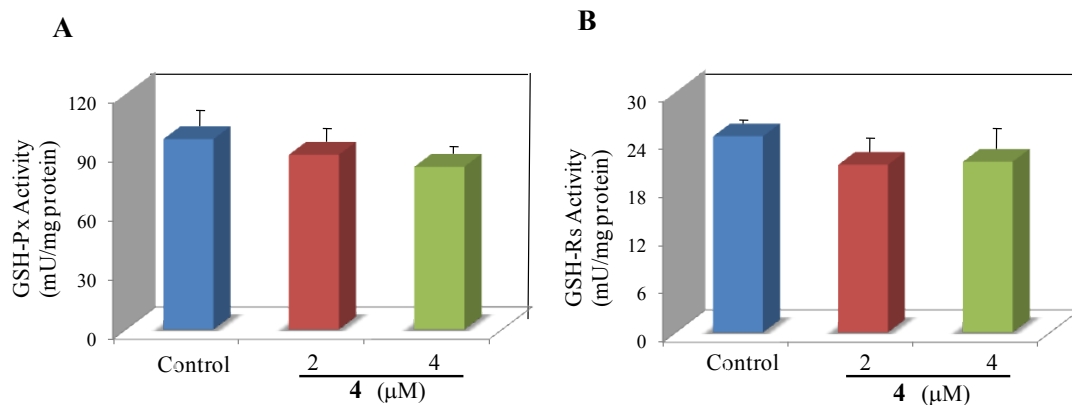 A
GSH-Px Activity
(mU/mg protein)
120
90
60
30
0
Control
2
4
4 (μM)
B
GSH-Rs Activity
(mU/mg protein)
30
24
18
12
6
0
Control
2
4
4 (μM)